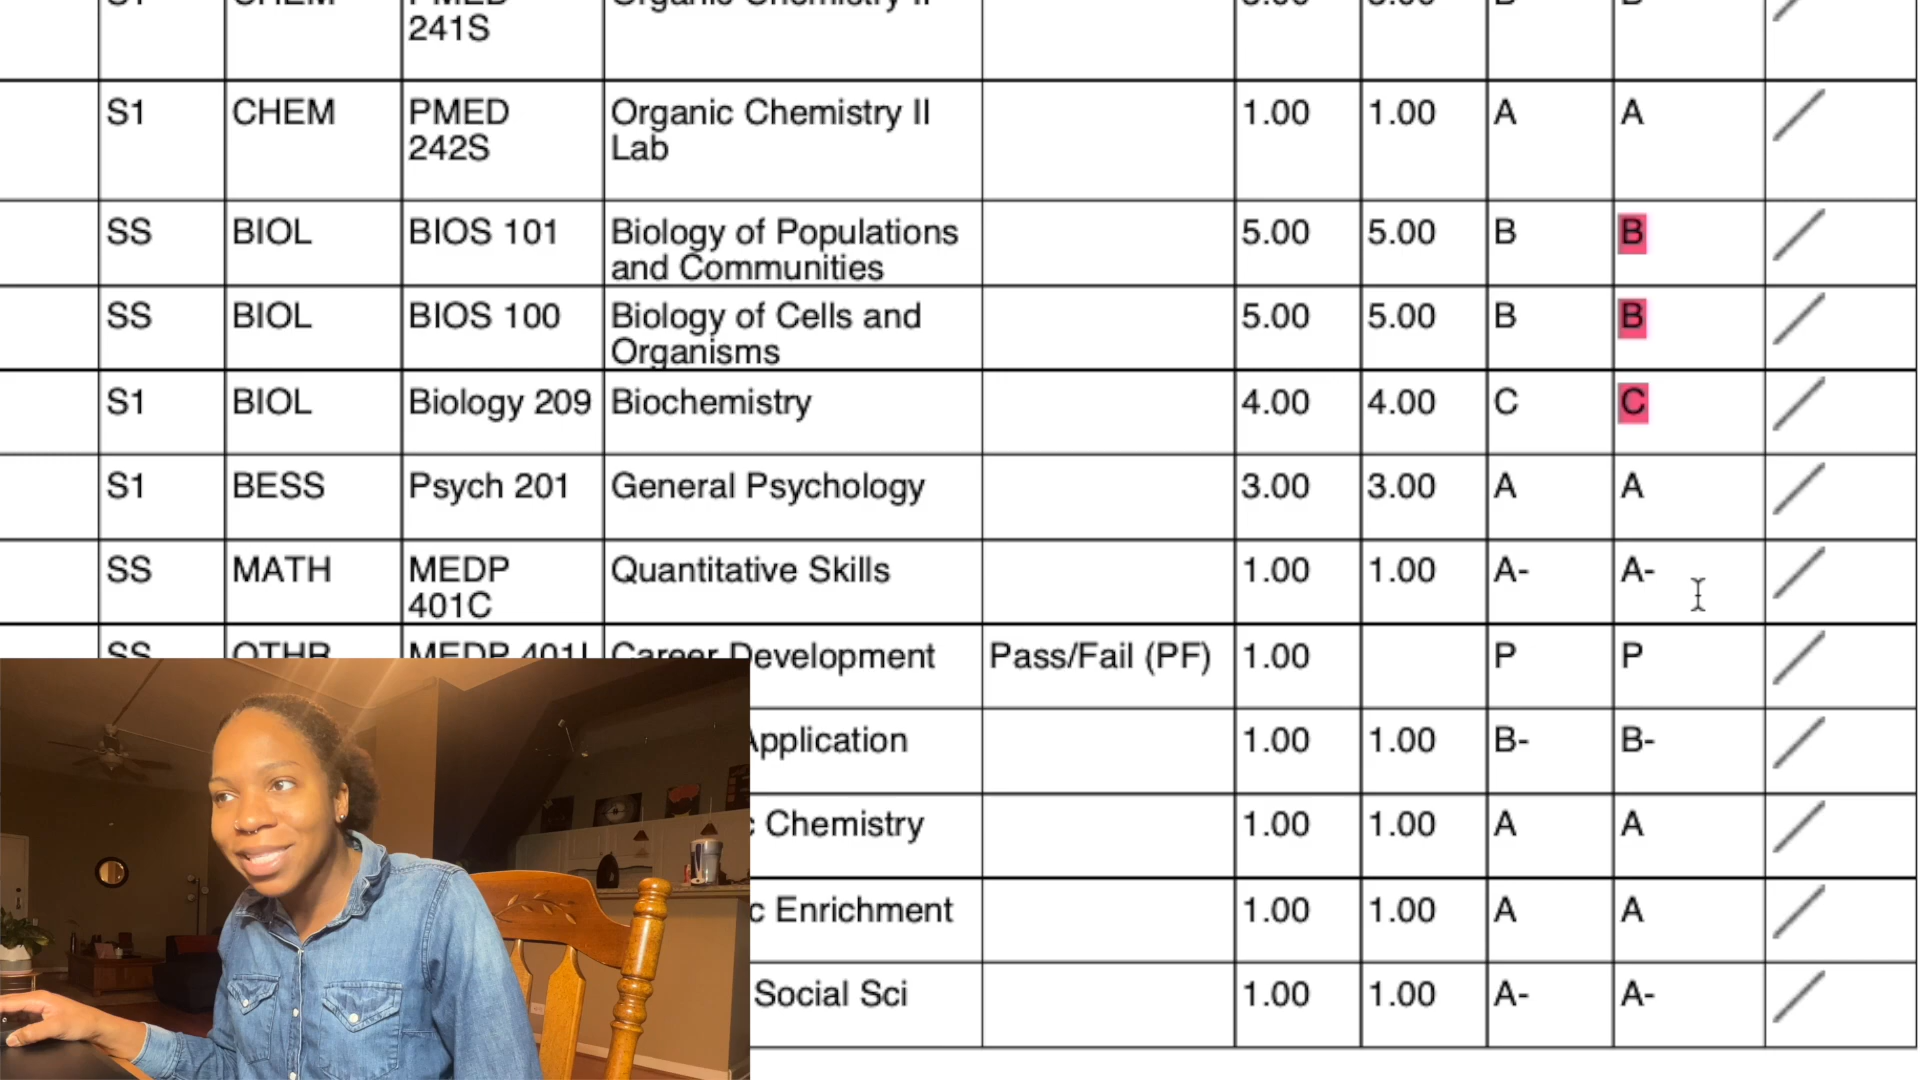 241S
S1 CHEM PMED 242S Organic Chemistry II Lab 1.00 1.00 A A
SS BIOL BIOS 101 Biology of Populations and Communities 5.00 5.00 B B
SS BIOL BIOS 100 Biology of Cells and Organisms 5.00 5.00 B B
S1 BIOL Biology 209 Biochemistry 4.00 4.00 C C
S1 BESS Psych 201 General Psychology 3.00 3.00 A A
SS MATH MEDP 401C Quantitative Skills 1.00 1.00 A- A-
SS OTHR MEDP Career Development Pass/Fail (PF) 1.00 P P
Application 1.00 1.00 B- B-
Chemistry 1.00 1.00 A A
Enrichment 1.00 1.00 A A
Social Sci 1.00 1.00 A- A-